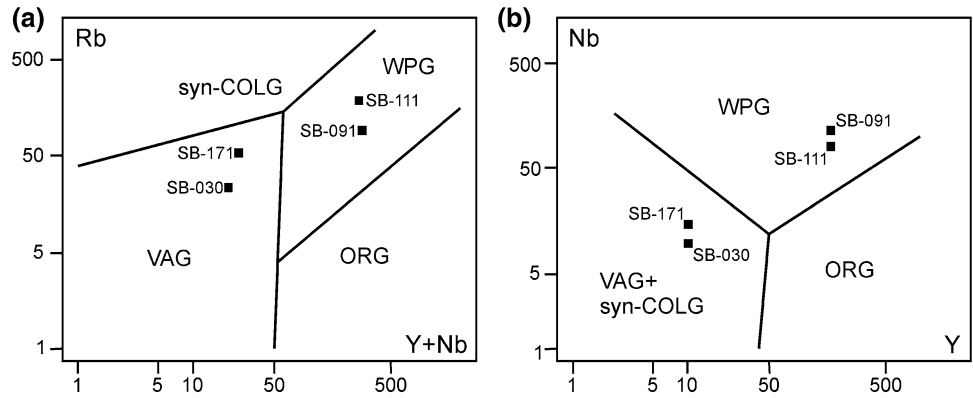 (a)
Rb
500
50
5
1
syn-COLG
WPG
SB-111
SB-091
SB-171
SB-030
VAG
ORG
Y+Nb
1 5 10 50 500
(b)
Nb
500
50
5
1
WPG
SB-091
SB-111
SB-171
SB-030
VAG+
syn-COLG
ORG
Y
1 5 10 50 500